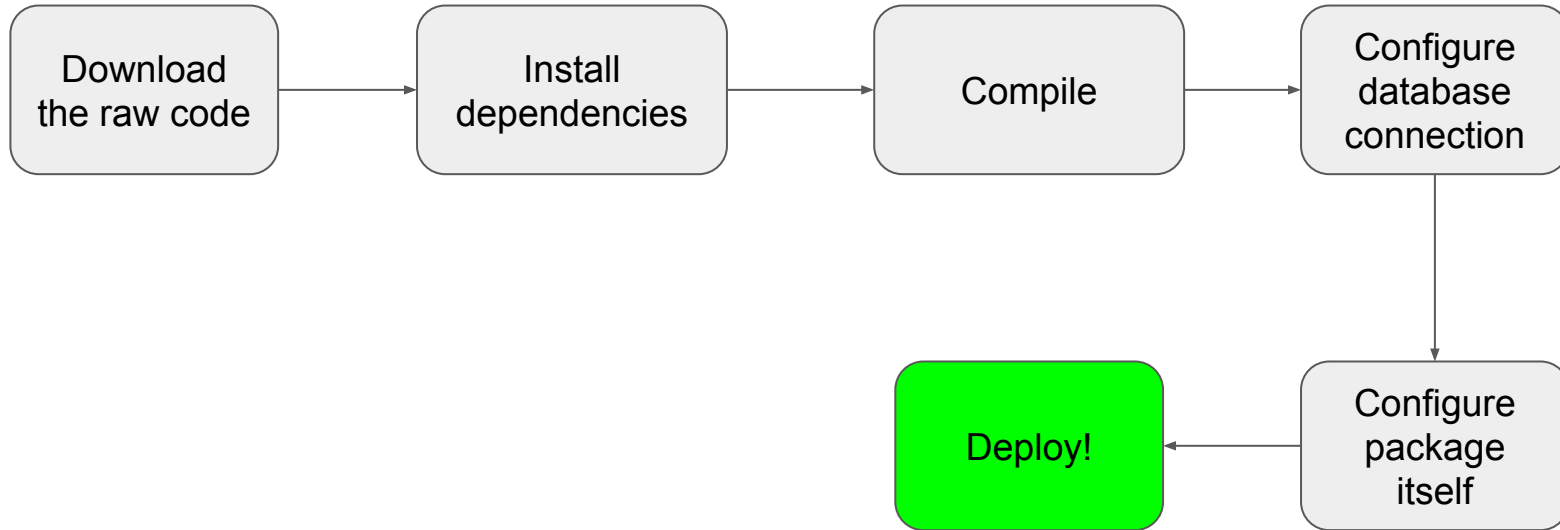 Download
the raw code
Install
dependencies
Compile
Configure
database
connection
Configure
package
itself
Deploy!